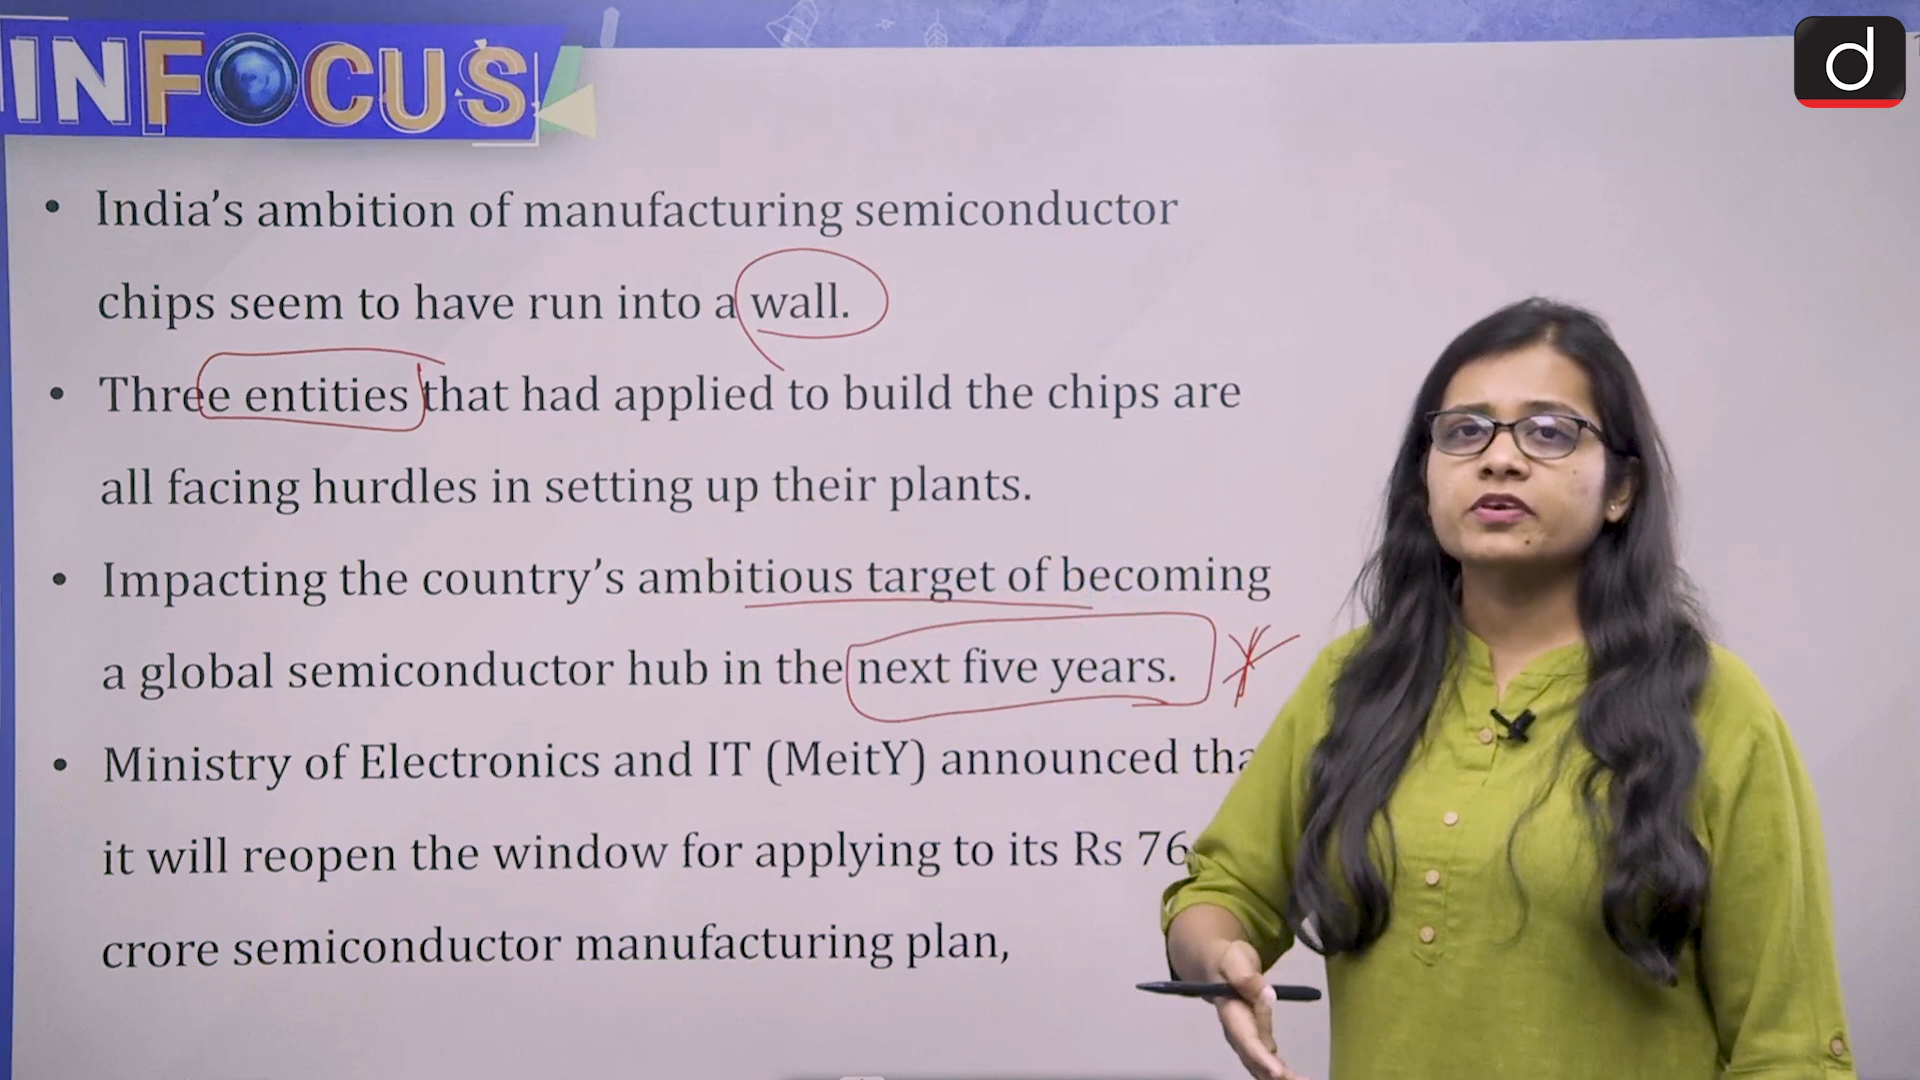 INFOCUS
d
• India's ambition of manufacturing semiconductor
chips seem to have run into a wall.
• Three entities that had applied to build the chips are
all facing hurdles in setting up their plants.
• Impacting the country's ambitious target of becoming
a global semiconductor hub in the next five years.
• Ministry of Electronics and IT (MeitY) announced tha
it will reopen the window for applying to its Rs 76
crore semiconductor manufacturing plan,